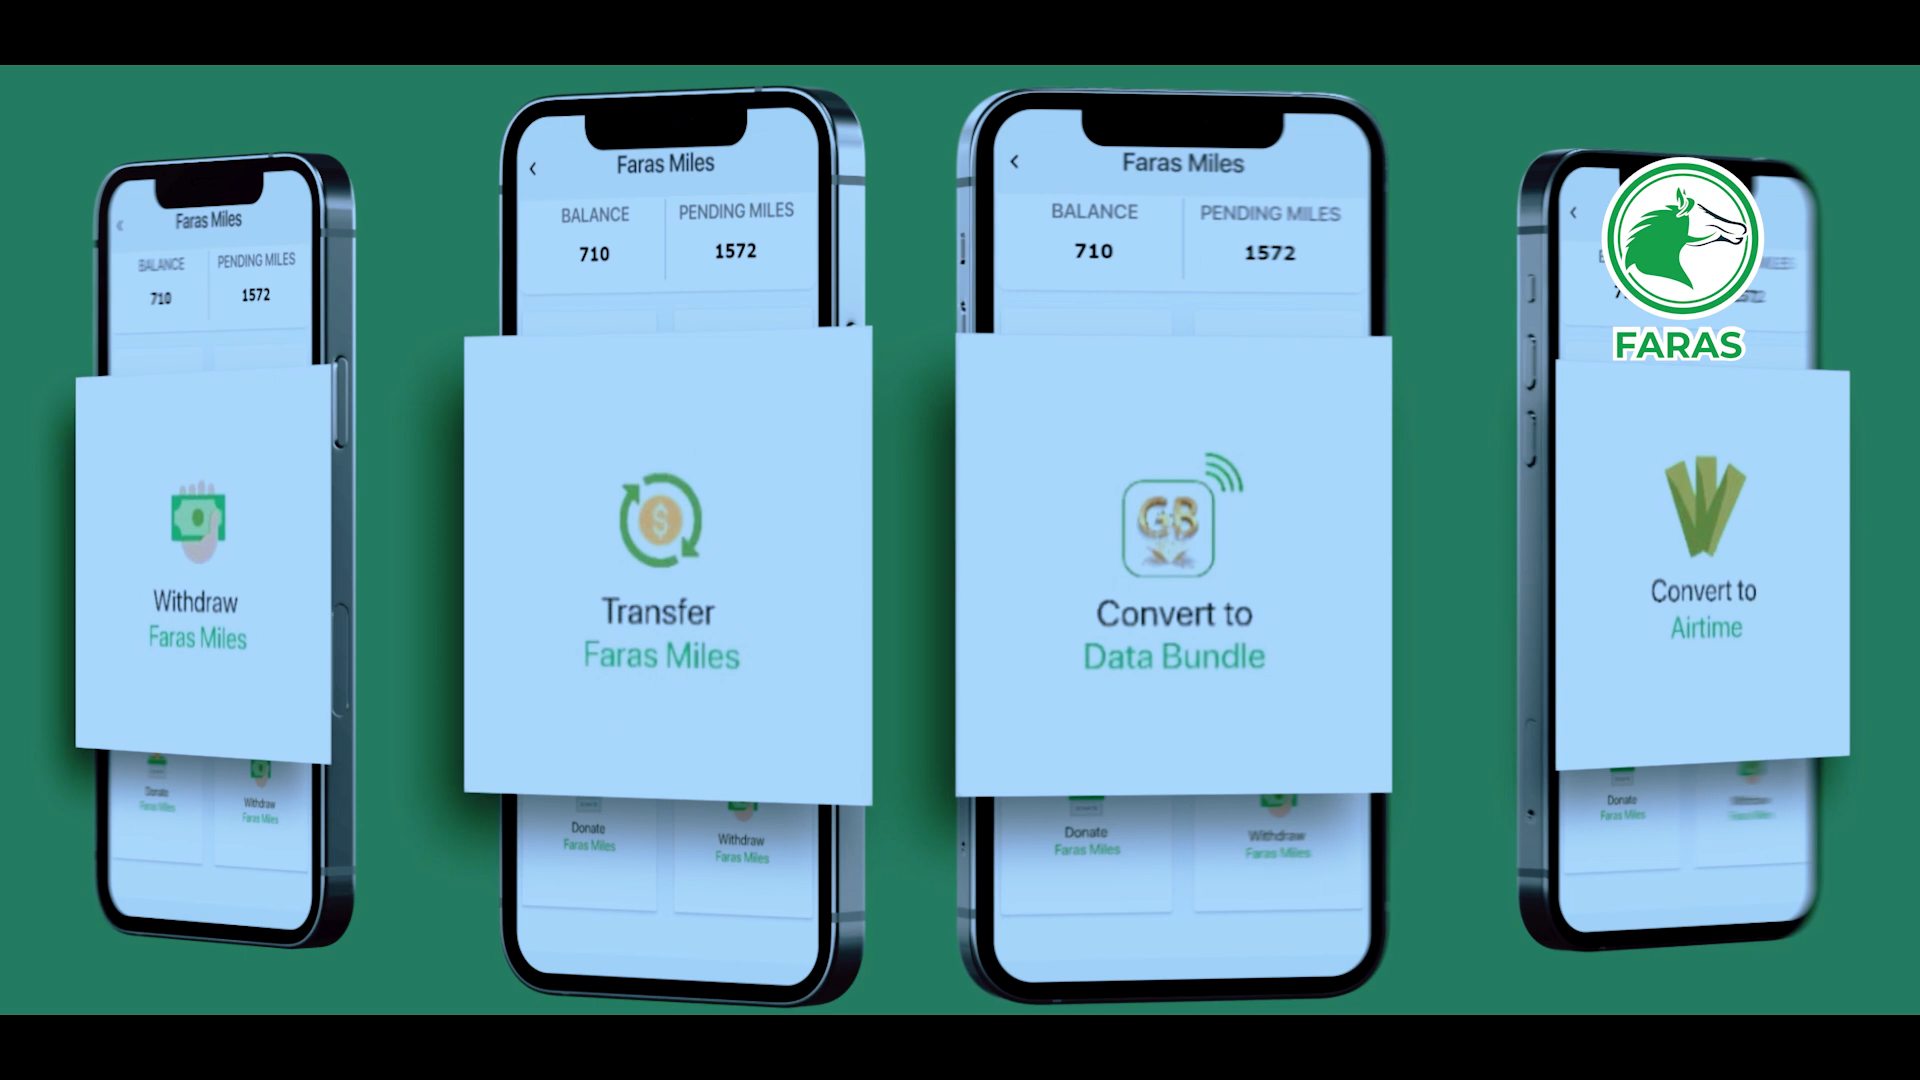 Faras Miles
BALANCE
710
PENDING MILES
1572
Withdraw
Faras Miles
Donate
Faras Miles
Withdraw
Faras Miles
Faras Miles
BALANCE
710
PENDING MILES
1572
Transfer
Faras Miles
Donate
Faras Miles
Withdraw
Faras Miles
Faras Miles
BALANCE
710
PENDING MILES
1572
GB
Convert to
Data Bundle
Donate
Faras Miles
Withdraw
Faras Miles
FARAS
Convert to
Airtime
Donate
Faras Miles
Withdraw
Faras Miles